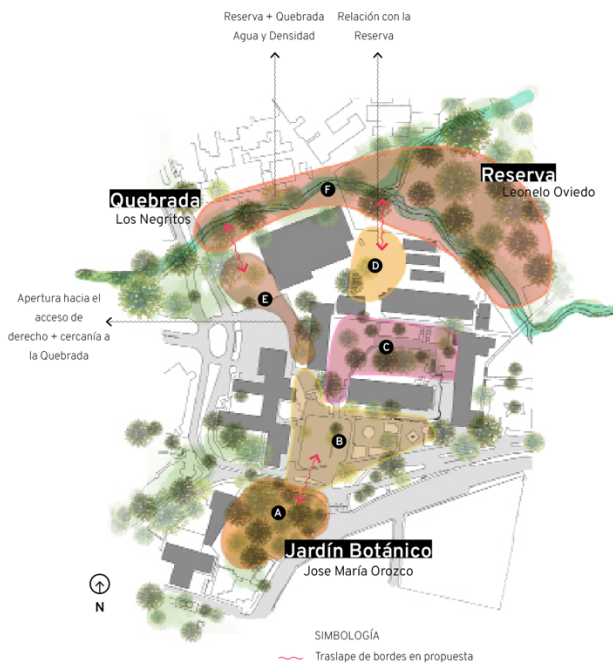 Reserva + Quebrada
Agua y Densidad
Relación con la
Reserva
Quebrada
Los Negritos
Reserva
Leonelo Oviedo
F
D
E
Apertura hacia el
acceso de
derecho + cercanía a
la Quebrada
C
B
A
Jardín Botánico
Jose María Orozco
N
SIMBOLOGÍA
Traslape de bordes en propuesta